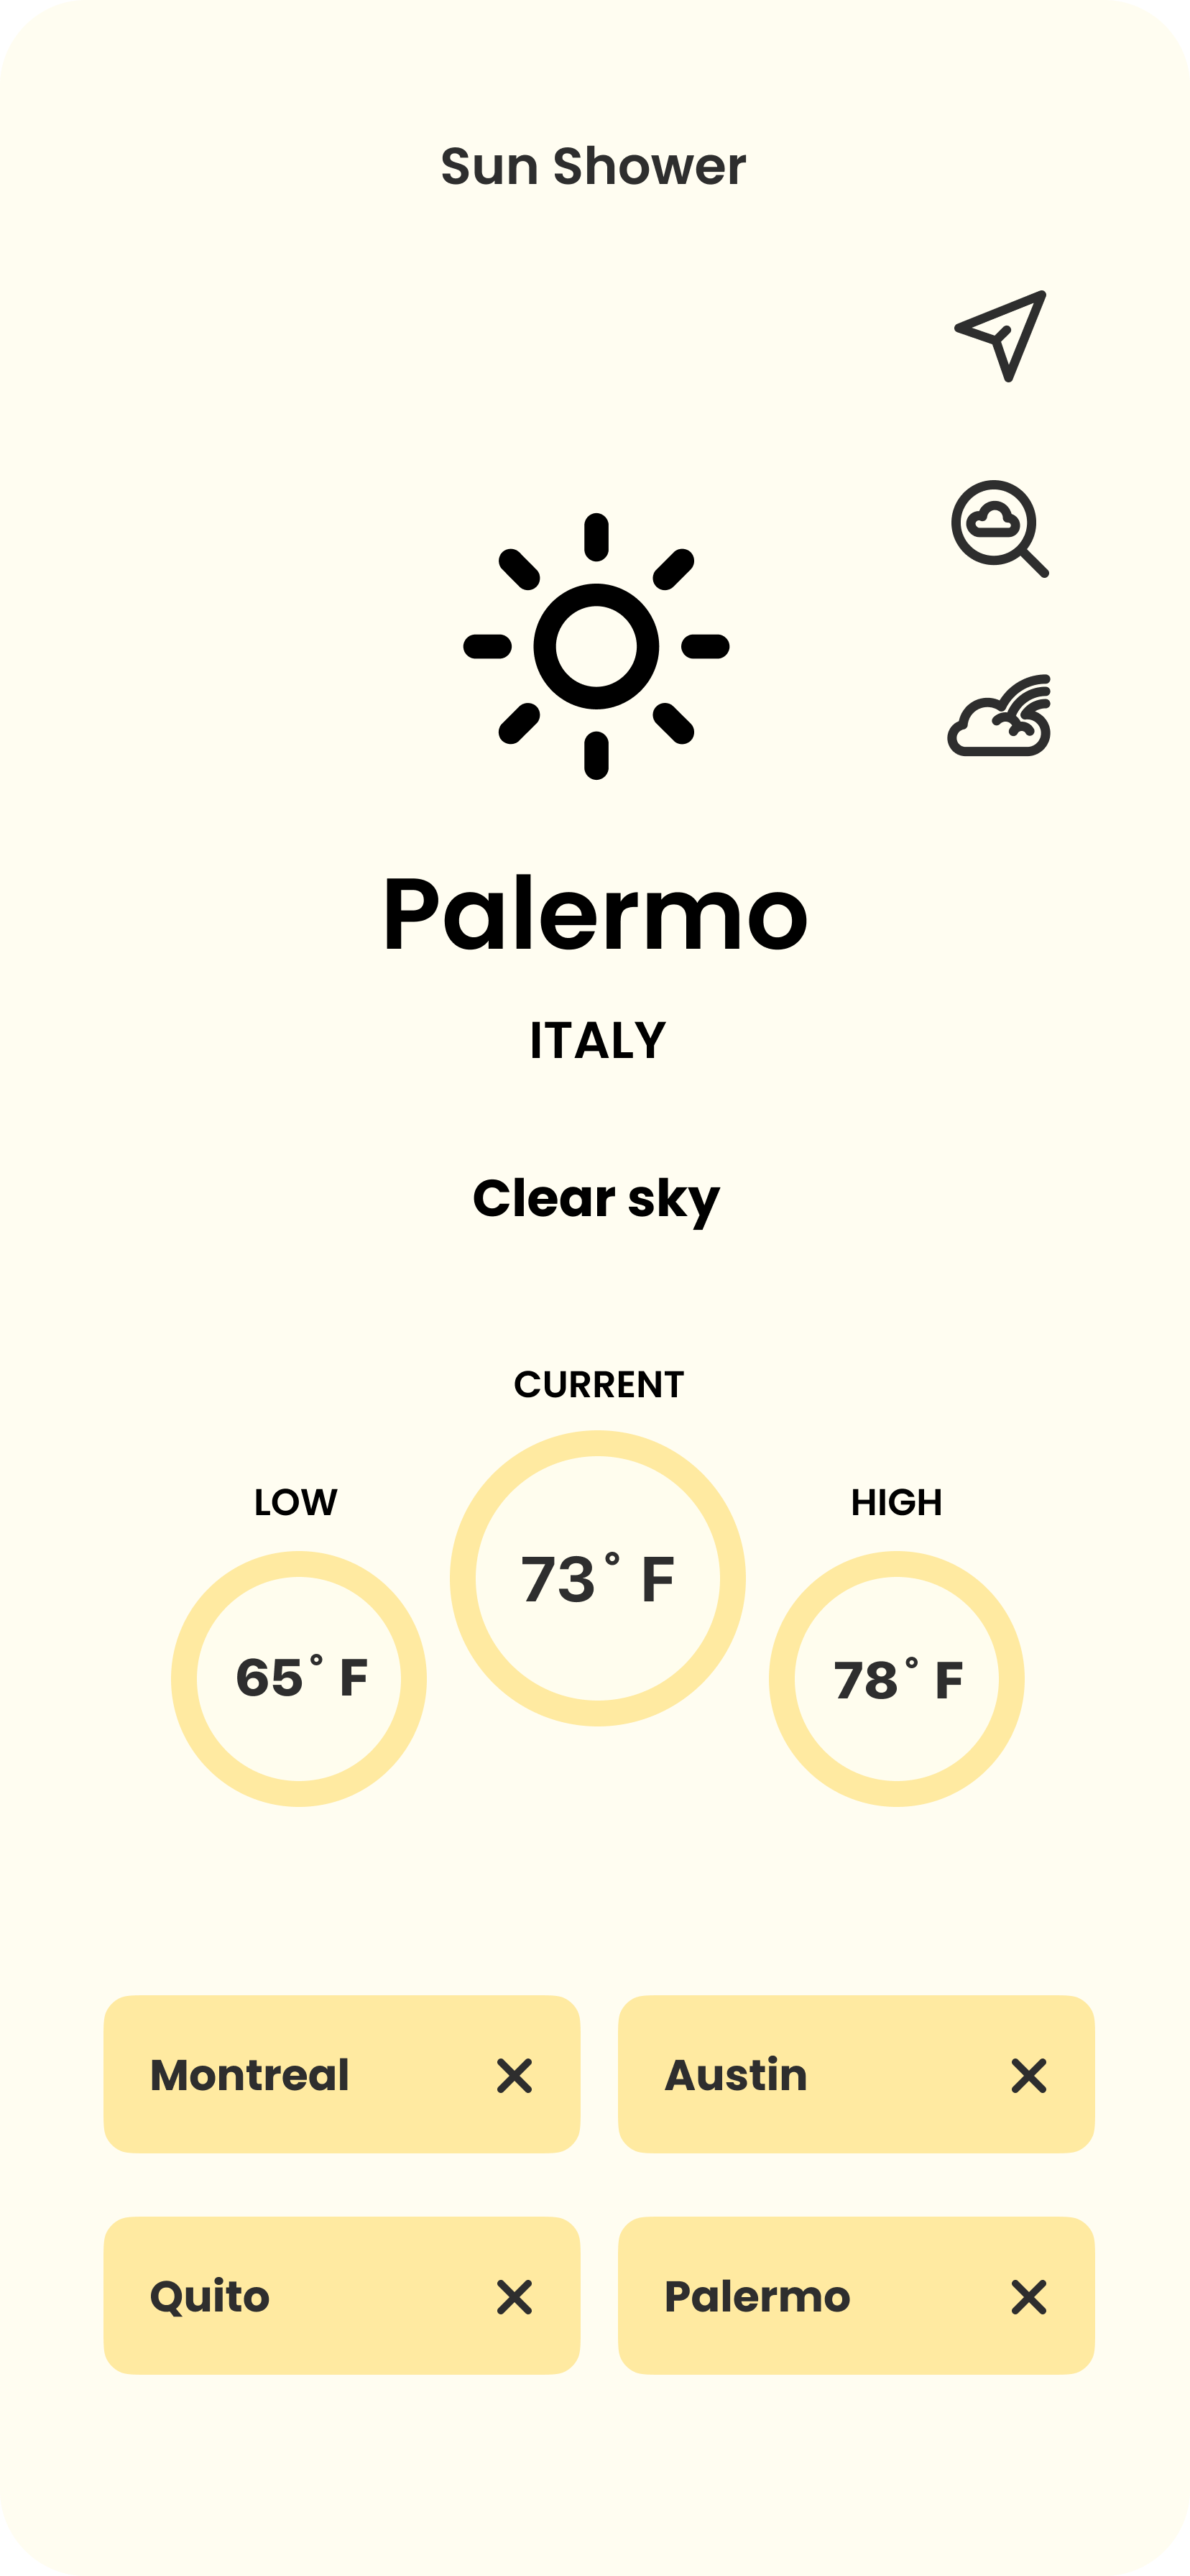 Sun Shower
Palermo
ITALY
Clear sky
CURRENT
LOW
HIGH
73° F
65° F
78° F
Montreal
Austin
Quito
Palermo